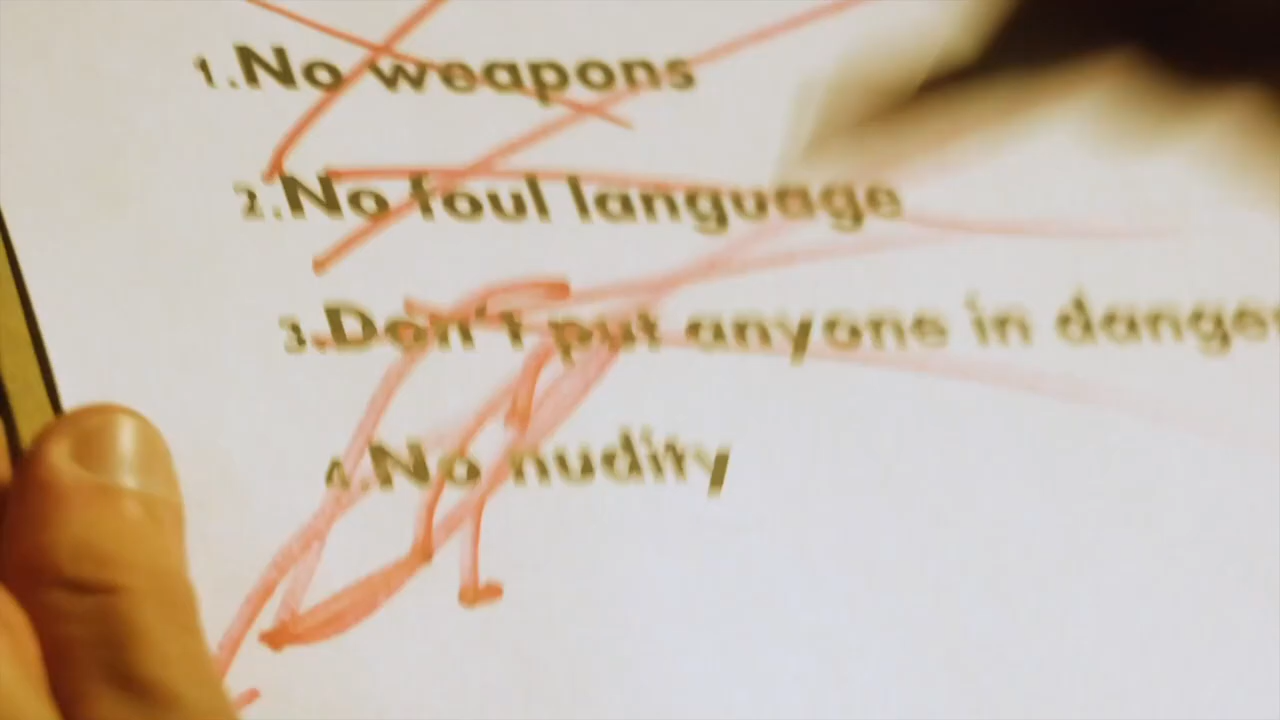 1.No weapons
2.No foul language
3.Don't put anyone in danger
4.No nudity